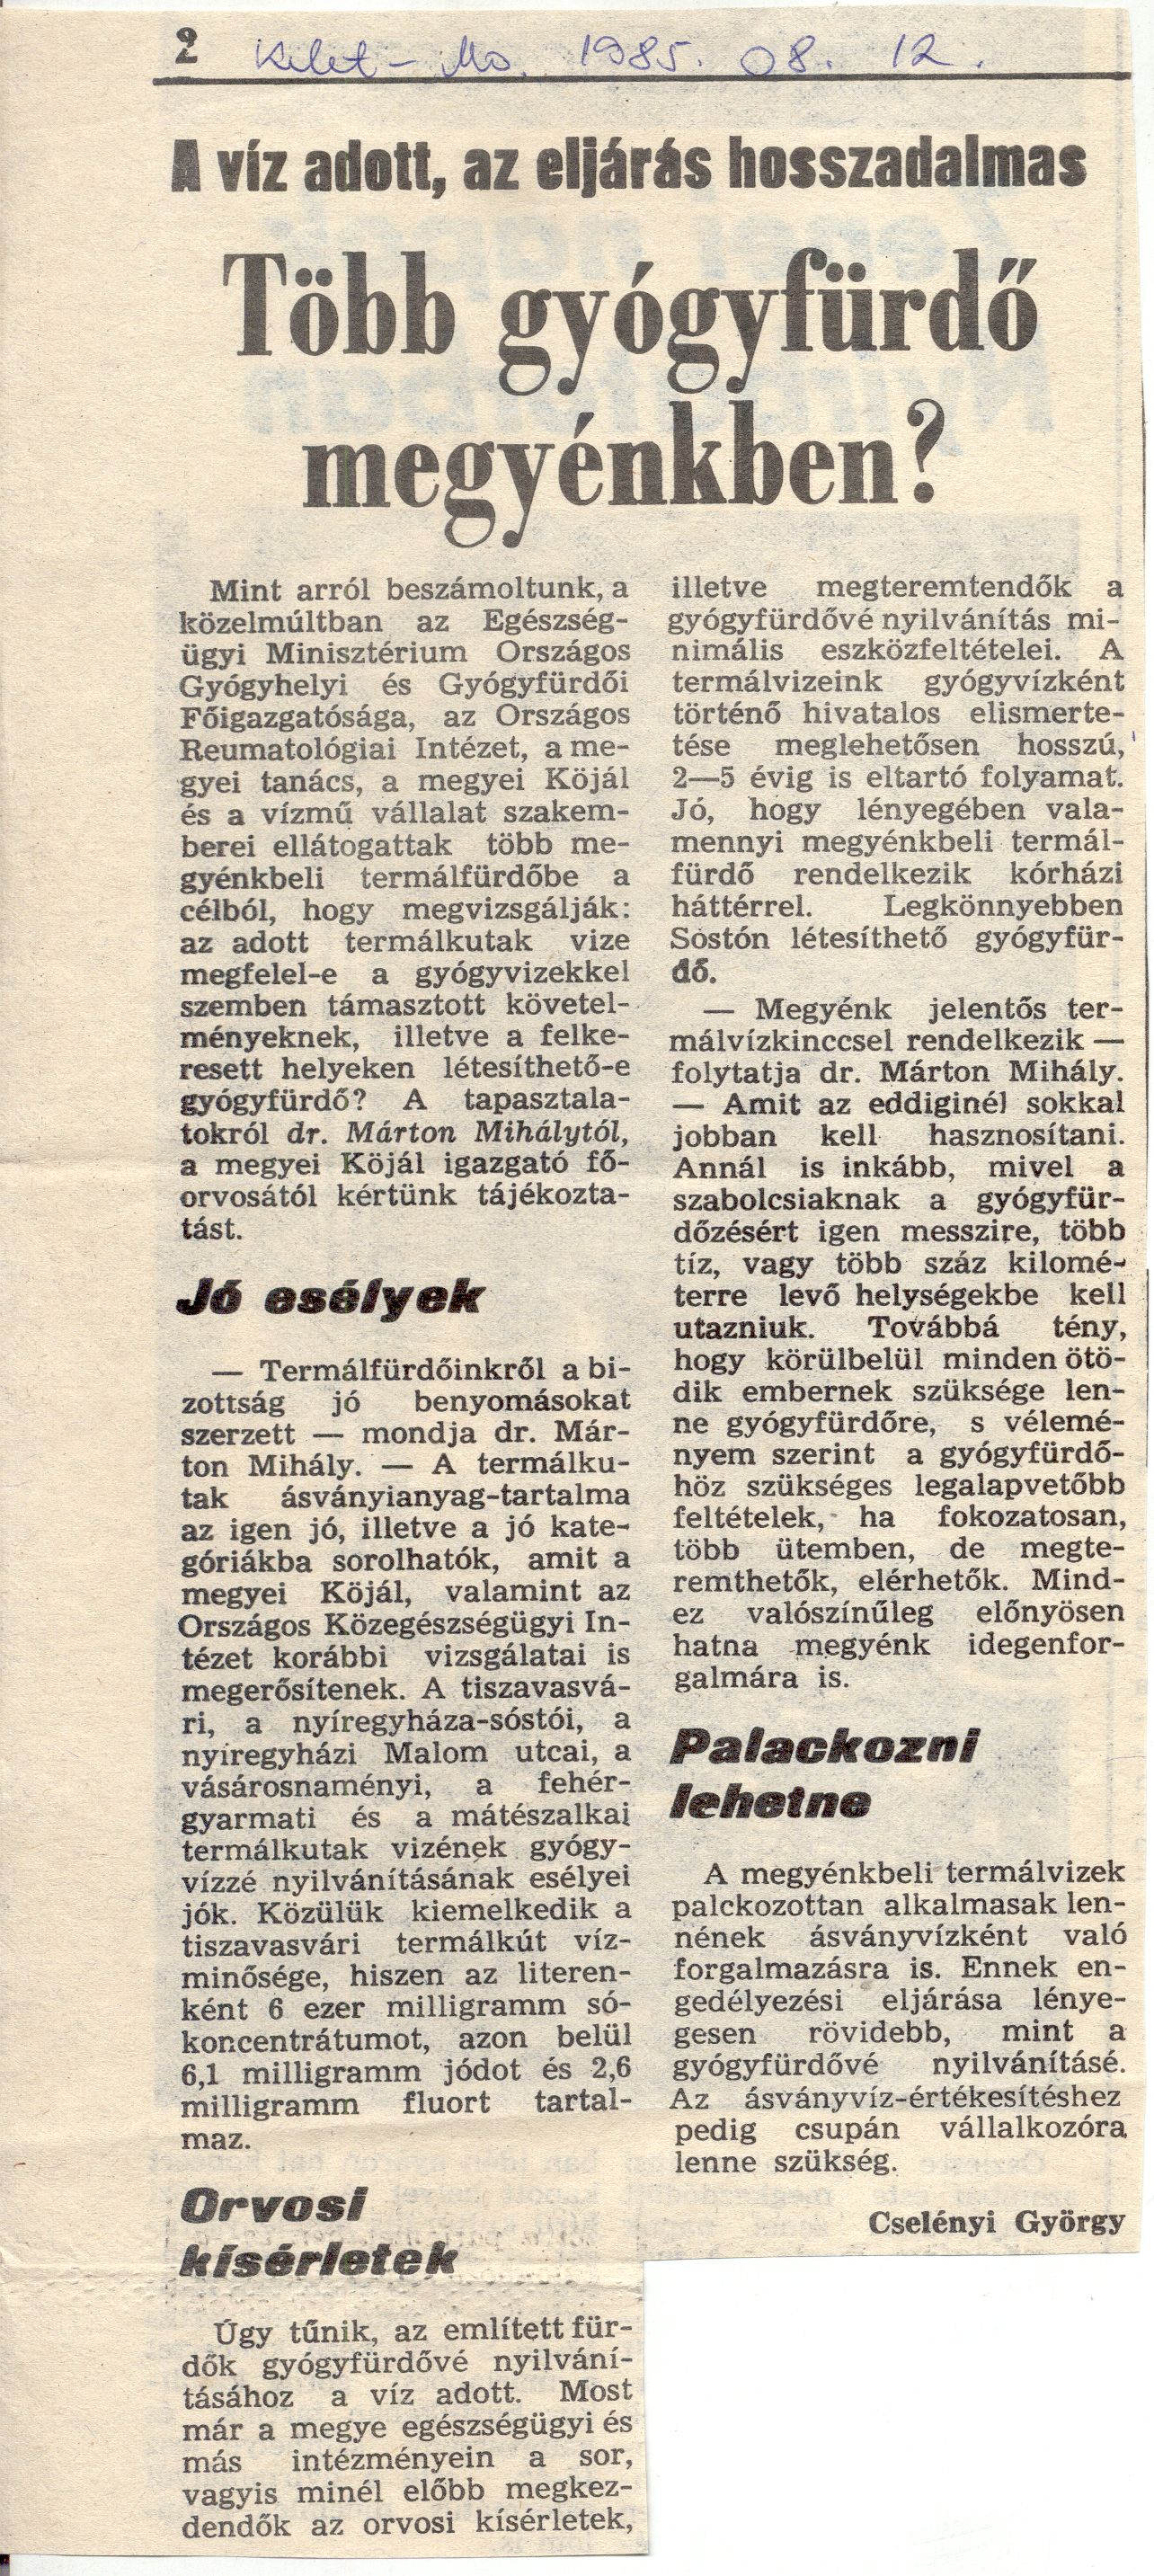 2 Kelet-Mo. 1985. 08. 12.
A víz adott, az eljárás hosszadalmas
Több gyógyfürdő
megyénkben?
Mint arról beszámoltunk, a
közelmúltban az Egészség-
ügyi Minisztérium Országos
Gyógyhelyi és Gyógyfürdői
Főigazgatósága, az Országos
Reumatológiai Intézet, a me-
gyei tanács, a megyei Köjál
és a vízmű vállalat szakem-
berei ellátogattak több me-
gyénkbeli termálfürdőbe a
célból, hogy megvizsgálják:
az adott termálkutak vize
megfelel-e a gyógyvizekkel
szemben támasztott követel-
ményeknek, illetve a felke-
resett helyeken létesíthető-e
gyógyfürdő? A tapasztala-
tokról dr. Márton Mihálytól,
a megyei Köjál igazgató fő-
orvosától kértünk tájékozta-
tást.
Jó esélyek
— Termálfürdőinkről a bi-
zottság jó benyomásokat
szerzett — mondja dr. Már-
ton Mihály. — A termálku-
tak ásványianyag-tartalma
az igen jó, illetve a jó kate-
góriákba sorolhatók, amit a
megyei Köjál, valamint az
Országos Közegészségügyi In-
tézet korábbi vizsgálatai is
megerősítenek. A tiszavasvá-
ri, a nyíregyháza-sóstói, a
nyíregyházi Malom utcai, a
vásárosnaményi, a fehér-
gyarmati és a mátészalkai
termálkutak vizének gyógy-
vízzé nyilvánításának esélyei
jók. Közülük kiemelkedik a
tiszavasvári termálkút víz-
minősége, hiszen az literen-
ként 6 ezer milligramm só-
koncentrátumot, azon belül
6,1 milligramm jódot és 2,6
milligramm fluort tartal-
maz.
Orvosi
kísérletek
Úgy tűnik, az említett für-
dők gyógyfürdővé nyilvání-
tásához a víz adott. Most
már a megye egészségügyi és
más intézményein a sor,
vagyis minél előbb megkez-
dendők az orvosi kísérletek,
illetve megteremtendők a
gyógyfürdővé nyilvánítás mi-
nimális eszközfeltételei. A
termálvizeink gyógyvízként
történő hivatalos elismerte-
tése meglehetősen hosszú,
2—5 évig is eltartó folyamat.
Jó, hogy lényegében vala-
mennyi megyénkbeli termál-
fürdő rendelkezik kórházi
háttérrel. Legkönnyebben
Sóstón létesíthető gyógyfür-
dő.
— Megyénk jelentős ter-
málvízkinccsel rendelkezik —
folytatja dr. Márton Mihály.
— Amit az eddiginél sokkal
jobban kell hasznosítani.
Annál is inkább, mivel a
szabolcsiaknak a gyógyfür-
dőzésért igen messzire, több
tíz, vagy több száz kilomé-
terre levő helységekbe kell
utazniuk. Továbbá tény,
hogy körülbelül minden ötö-
dik embernek szüksége len-
ne gyógyfürdőre, s vélemé-
nyem szerint a gyógyfürdő-
höz szükséges legalapvetőbb
feltételek, ha fokozatosan,
több ütemben, de megte-
remthetők, elérhetők. Mind-
ez valószínűleg előnyösen
hatna megyénk idegenfor-
galmára is.
Palackozni
lehetne
A megyénkbeli termálvizek
palckozottan alkalmasak len-
nének ásványvízként való
forgalmazásra is. Ennek en-
gedélyezési eljárása lénye-
gesen rövidebb, mint a
gyógyfürdővé nyilvánításé.
Az ásványvíz-értékesítéshez
pedig csupán vállalkozóra
lenne szükség.
Cselényi György